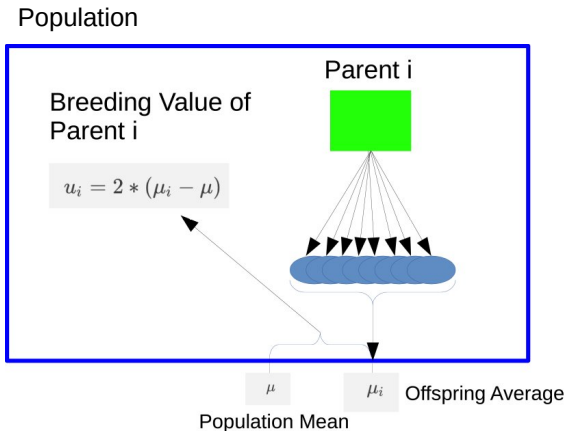 Population
Parent i
Breeding Value of
Parent i
u_i = 2 * (μ_i − μ)
μ
μ_i
Offspring Average
Population Mean